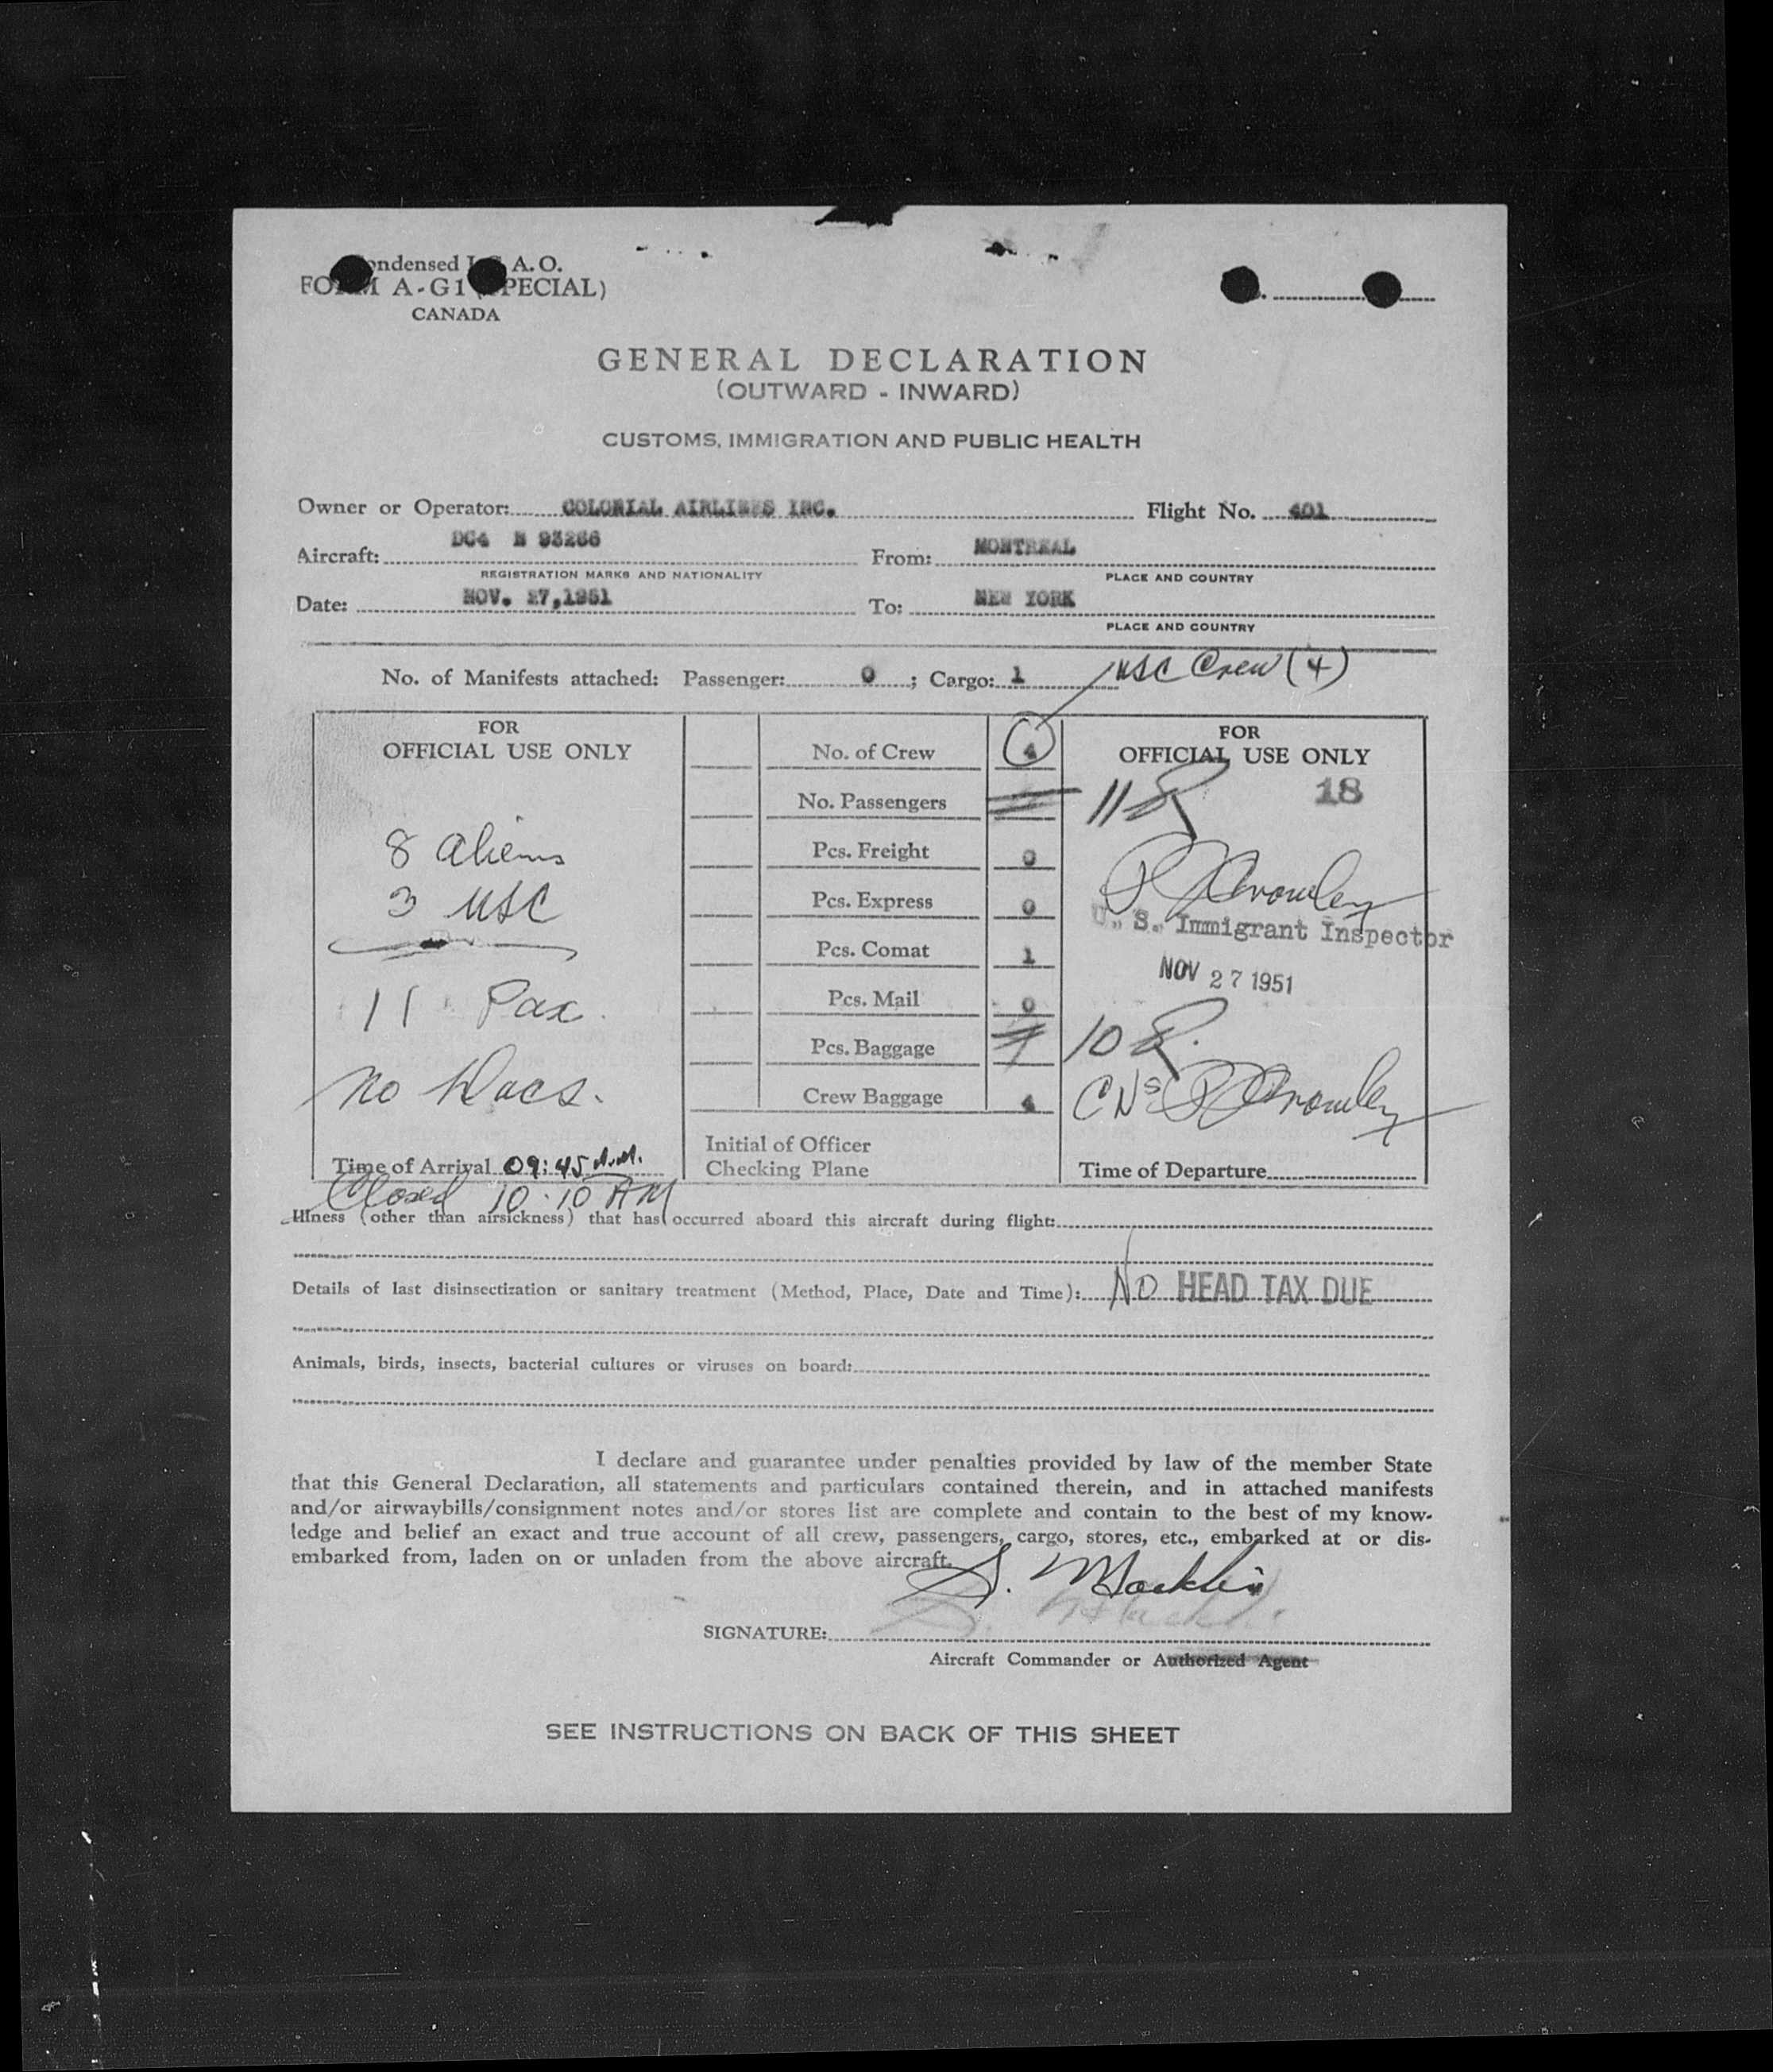 Condensed I.C.A.O.
FORM A-G1 (SPECIAL)
CANADA
GENERAL DECLARATION
(OUTWARD - INWARD)
CUSTOMS, IMMIGRATION AND PUBLIC HEALTH
Owner or Operator: COLONIAL AIRLINES INC. Flight No. 401
Aircraft: DC4 N 93266 From: MONTREAL
REGISTRATION MARKS AND NATIONALITY PLACE AND COUNTRY
Date: NOV. 27,1951 To: NEW YORK
PLACE AND COUNTRY
No. of Manifests attached: Passenger: 0 ; Cargo: 1 USC Crew (4)
FOR
OFFICIAL USE ONLY
8 aliens
3 USC
11 Pax.
No Docs.
Time of Arrival 09:45 A.M.
Closed 10:10 AM
No. of Crew 4
No. Passengers
Pcs. Freight 0
Pcs. Express 0
Pcs. Comat 1
Pcs. Mail 0
Pcs. Baggage
Crew Baggage 4
Initial of Officer
Checking Plane
FOR
OFFICIAL USE ONLY
11 18
Crowley
U. S. Immigrant Inspector
NOV 27 1951
10
CNS Crowley
Time of Departure
Illness (other than airsickness) that has occurred aboard this aircraft during flight:
Details of last disinsectization or sanitary treatment (Method, Place, Date and Time): NO HEAD TAX DUE
Animals, birds, insects, bacterial cultures or viruses on board:
I declare and guarantee under penalties provided by law of the member State
that this General Declaration, all statements and particulars contained therein, and in attached manifests
and/or airwaybills/consignment notes and/or stores list are complete and contain to the best of my know-
ledge and belief an exact and true account of all crew, passengers, cargo, stores, etc., embarked at or dis-
embarked from, laden on or unladen from the above aircraft.
S. Macklin
SIGNATURE:
Aircraft Commander or Authorized Agent
SEE INSTRUCTIONS ON BACK OF THIS SHEET